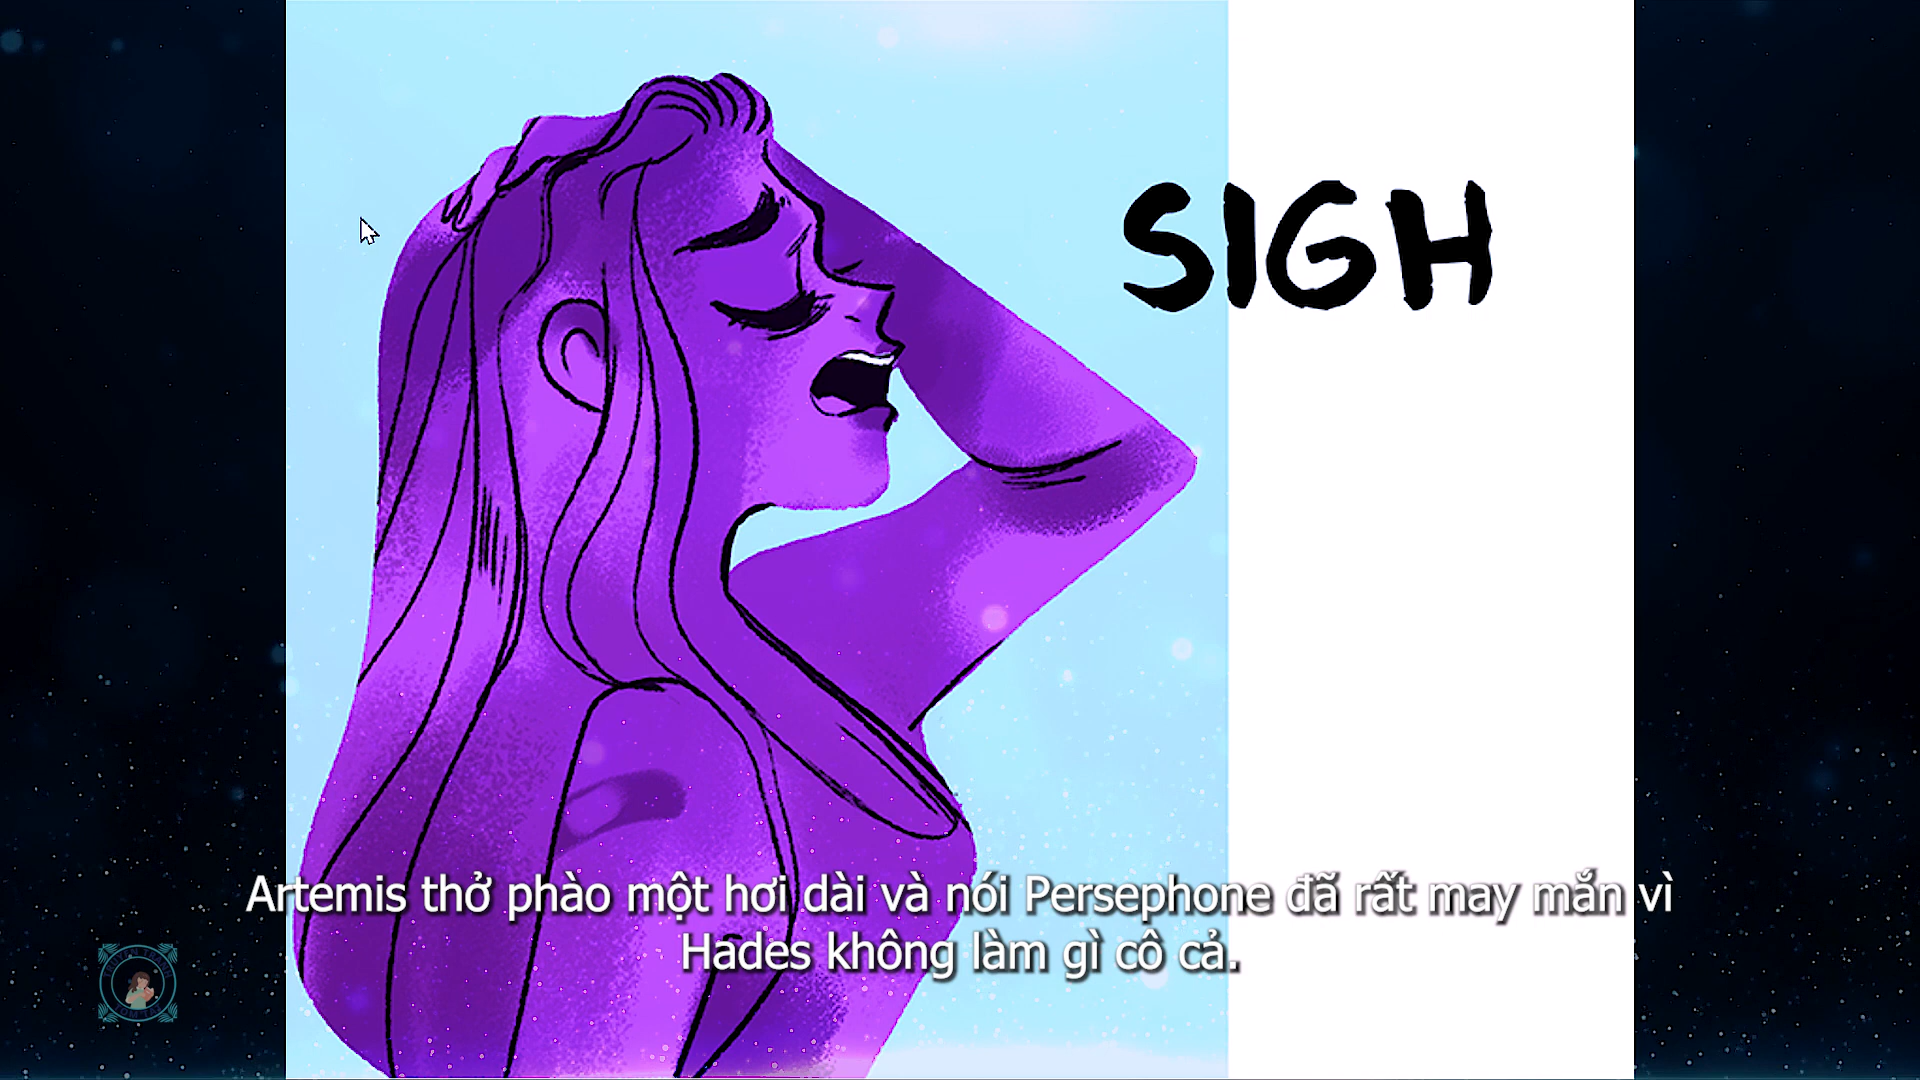 SIGH
Artemis thở phào một hơi dài và nói Persephone đã rất may mắn vì
Hades không làm gì cô cả.